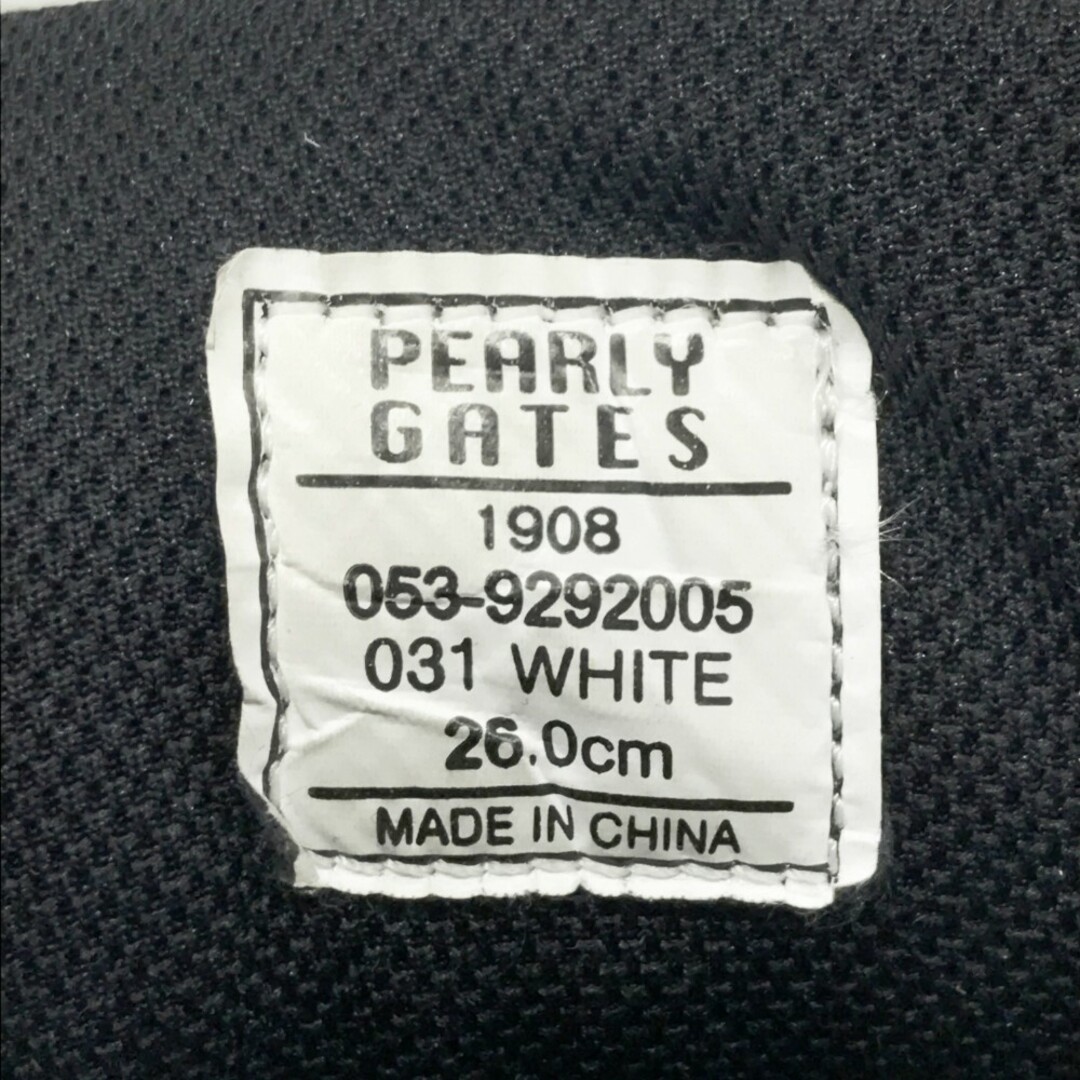 PEARLY
GATES
1908
053-9292005
031 WHITE
26.0cm
MADE IN CHINA